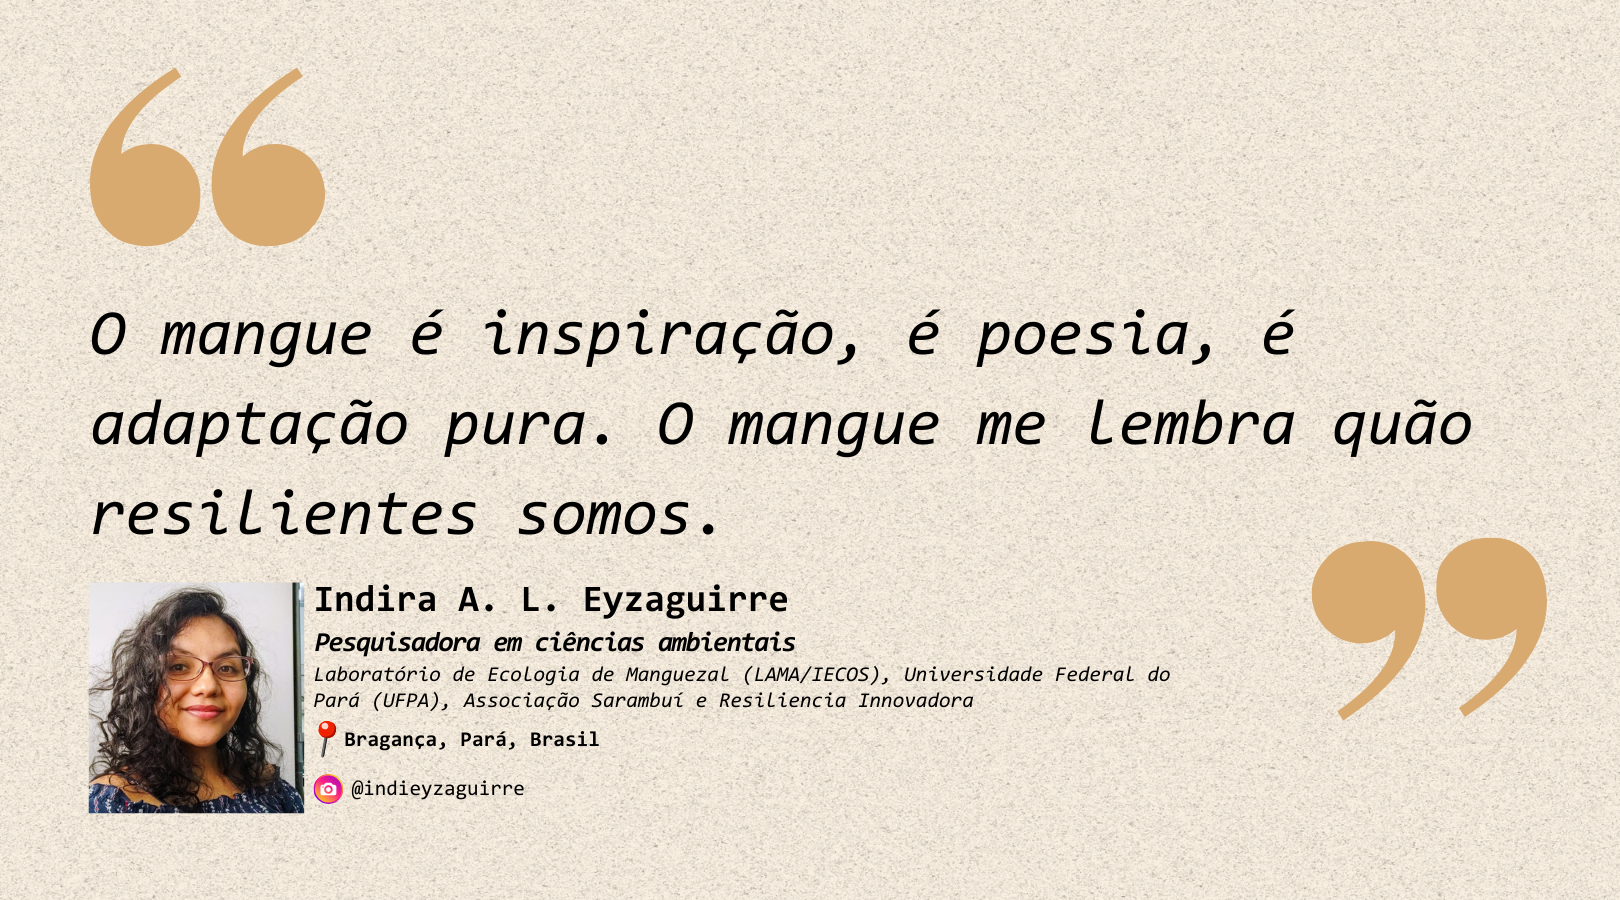 O mangue é inspiração, é poesia, é
adaptação pura. O mangue me lembra quão
resilientes somos.
Indira A. L. Eyzaguirre
Pesquisadora em ciências ambientais
Laboratório de Ecologia de Manguezal (LAMA/IECOS), Universidade Federal do
Pará (UFPA), Associação Sarambuí e Resiliencia Innovadora
Bragança, Pará, Brasil
@indieyzaguirre